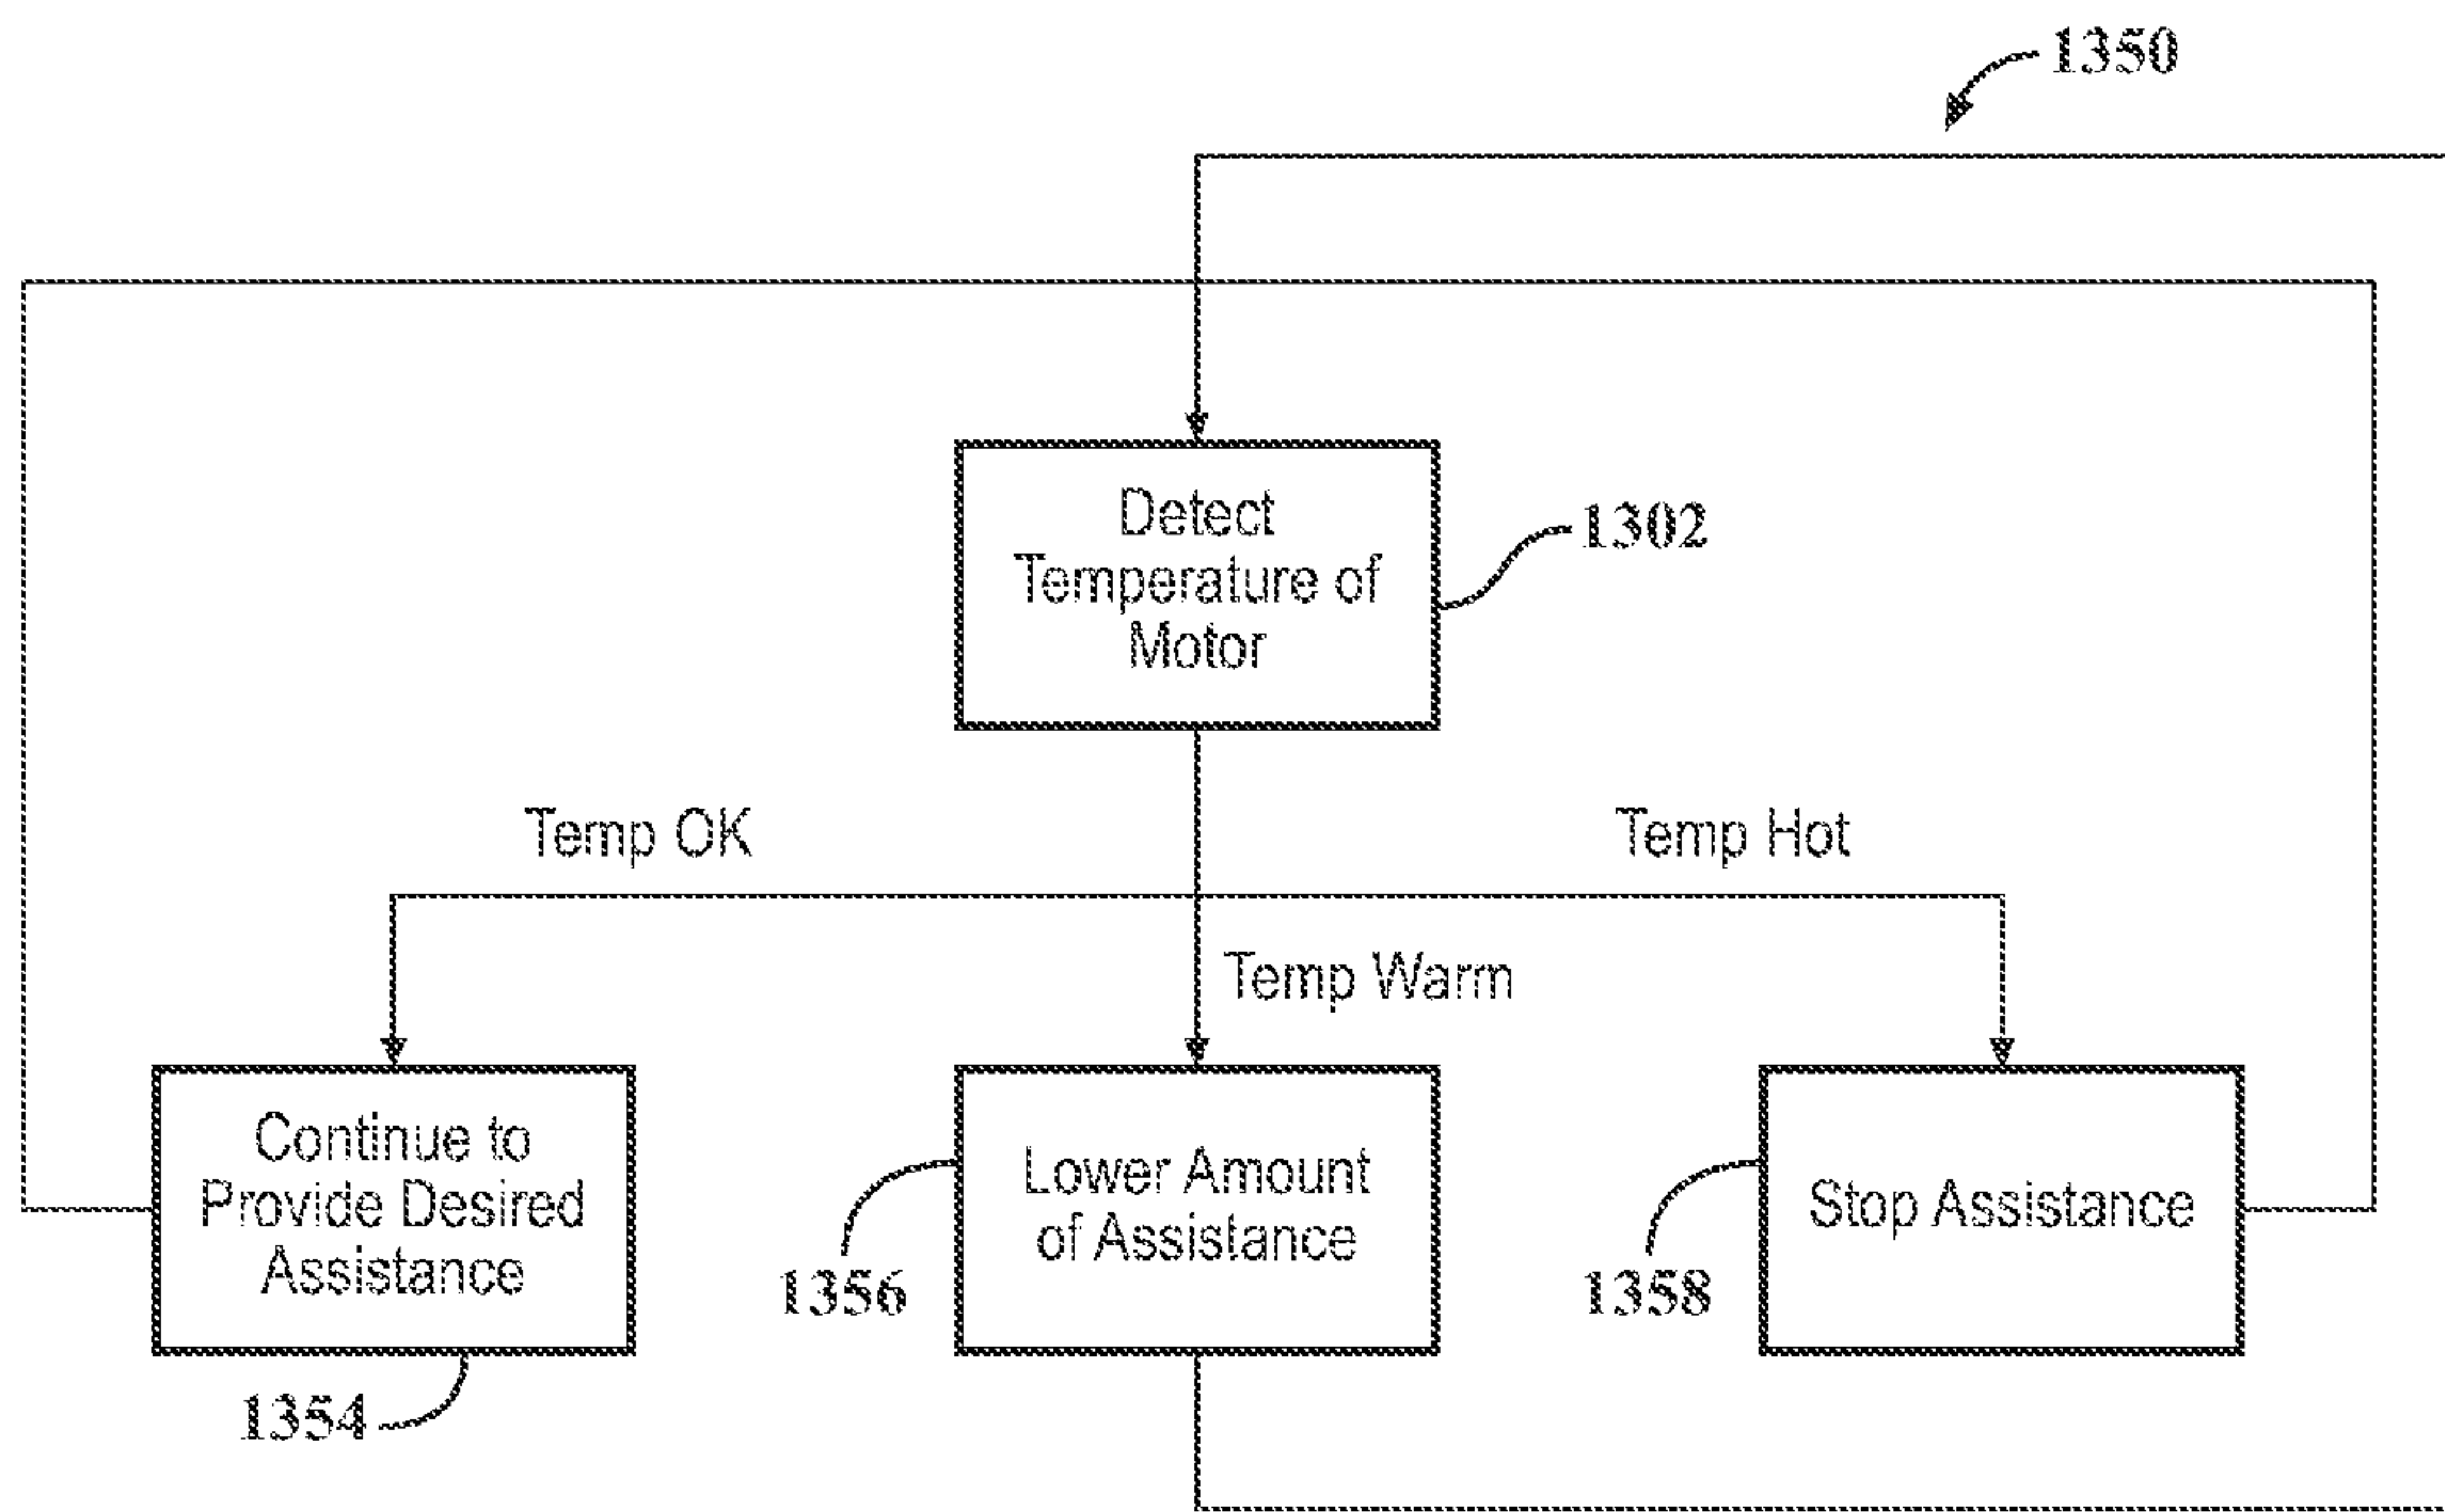 1350
Detect
Temperature of
Motor
1302
Temp OK
Temp Hot
Temp Warm
Continue to
Provide Desired
Assistance
1354
Lower Amount
of Assistance
1356
Stop Assistance
1358